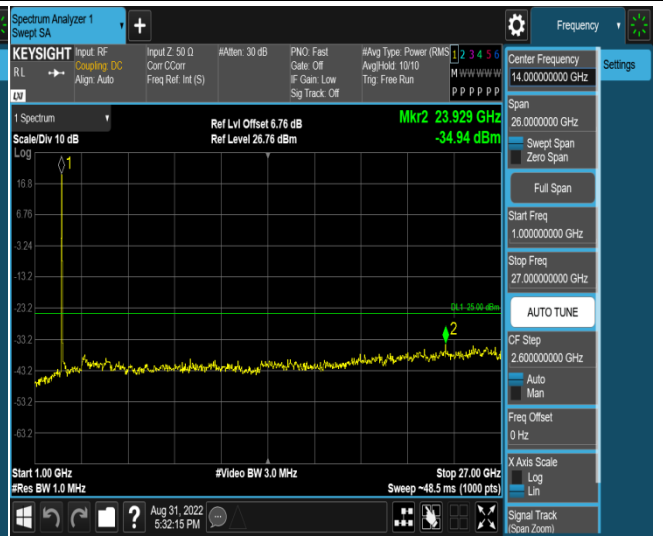 Spectrum Analyzer 1
Swept SA
Frequency
KEYSIGHT
RL
LXI
Input: RF
Coupling: DC
Align: Auto
Input Z: 50 Ω
Corr CCorr
Freq Ref: Int (S)
#Atten: 30 dB
PNO: Fast
Gate: Off
IF Gain: Low
Sig Track: Off
#Avg Type: Power (RMS
Avg|Hold: 10/10
Trig: Free Run
1 2 3 4 5 6
M W W W W W
P P P P P P
1 Spectrum
Scale/Div 10 dB
Log
Ref Lvl Offset 6.76 dB
Ref Level 26.76 dBm
Mkr2 23.929 GHz
-34.94 dBm
1
16.8
6.76
-3.24
-13.2
-23.2
-33.2
-43.2
-53.2
-63.2
DL1 -25.00 dBm
2
Start 1.00 GHz
#Res BW 1.0 MHz
#Video BW 3.0 MHz
Stop 27.00 GHz
Sweep ~48.5 ms (1000 pts)
?
Aug 31, 2022
5:32:15 PM
Center Frequency
14.000000000 GHz
Span
26.0000000 GHz
Swept Span
Zero Span
Full Span
Start Freq
1.000000000 GHz
Stop Freq
27.000000000 GHz
AUTO TUNE
CF Step
2.600000000 GHz
Auto
Man
Freq Offset
0 Hz
X Axis Scale
Log
Lin
Signal Track
(Span Zoom)
Settings